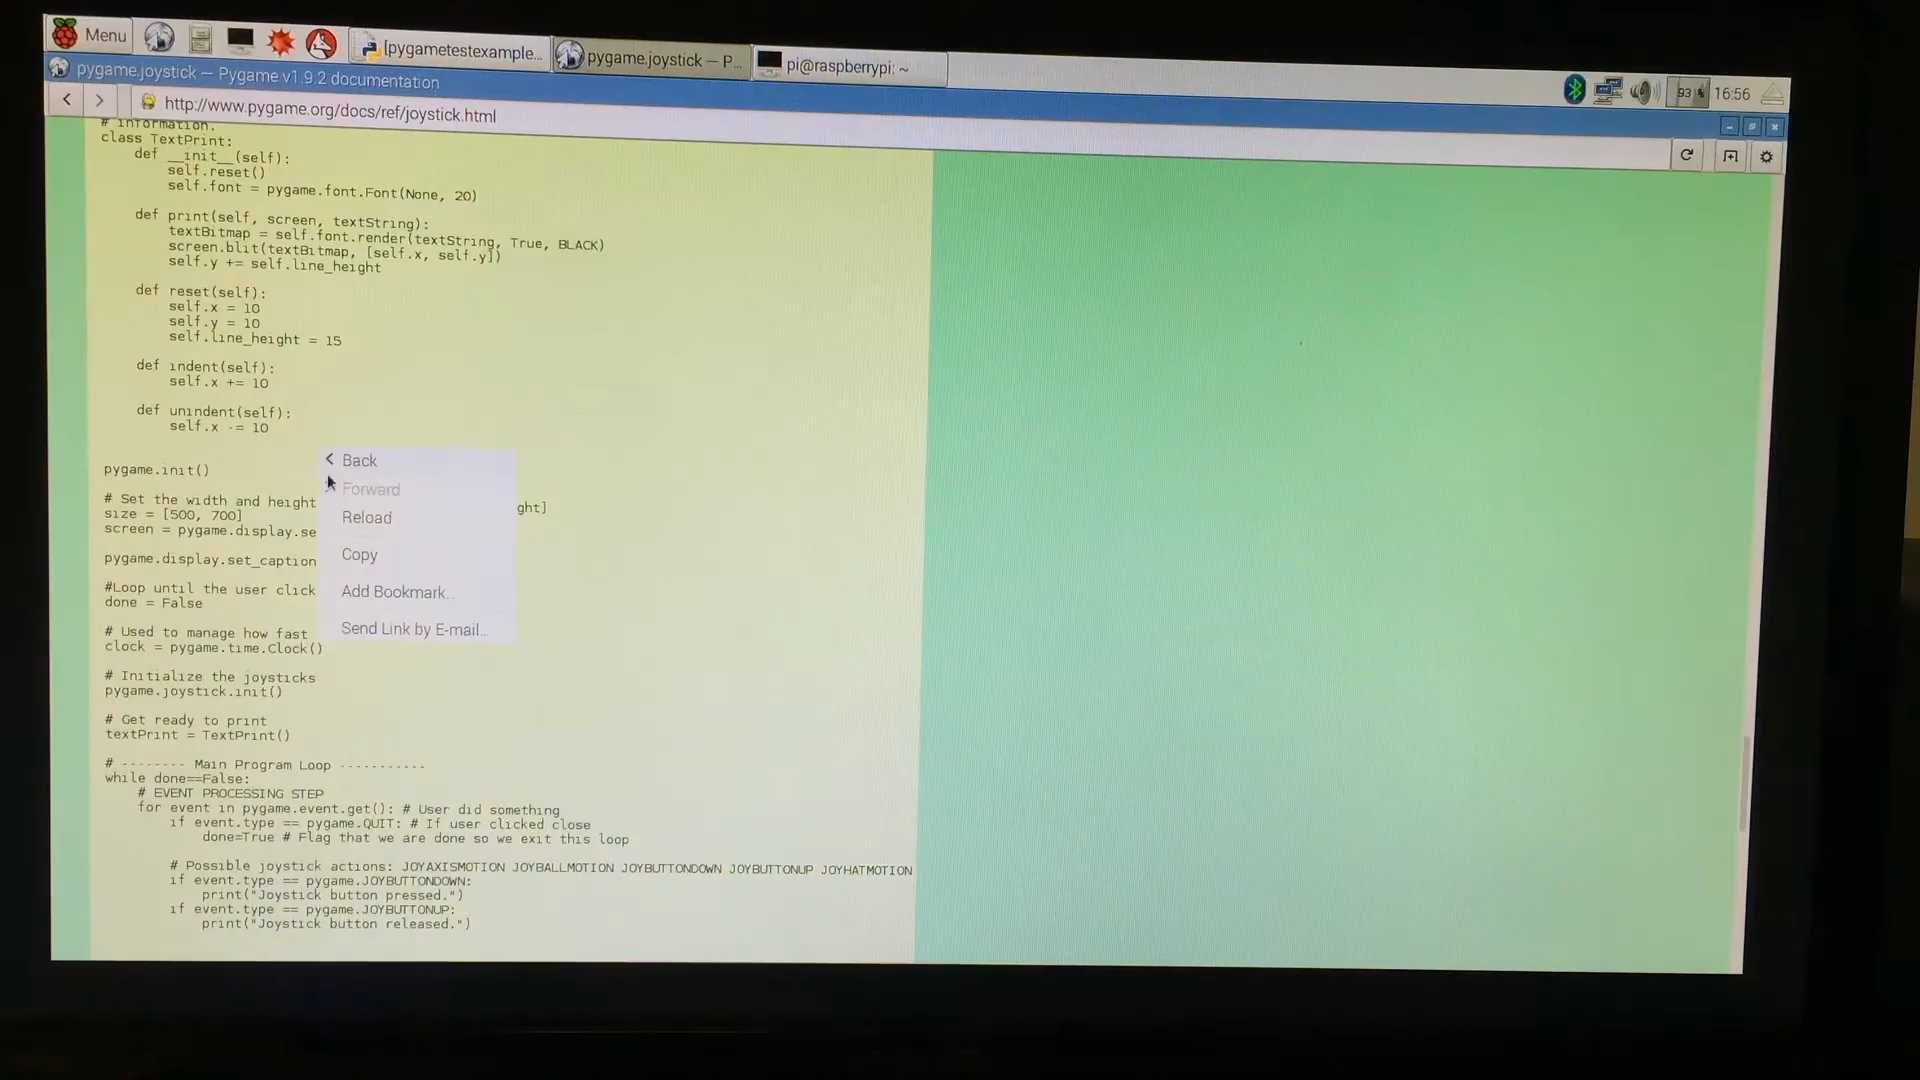 Menu
[pygametestexample...
pygame.joystick — P...
pi@raspberrypi: ~
93 %
16:56
pygame.joystick — Pygame v1.9.2 documentation
http://www.pygame.org/docs/ref/joystick.html
# information.
class TextPrint:
    def __init__(self):
        self.reset()
        self.font = pygame.font.Font(None, 20)
    def print(self, screen, textString):
        textBitmap = self.font.render(textString, True, BLACK)
        screen.blit(textBitmap, [self.x, self.y])
        self.y += self.line_height
    def reset(self):
        self.x = 10
        self.y = 10
        self.line_height = 15
    def indent(self):
        self.x += 10
    def unindent(self):
        self.x -= 10
pygame.init()
# Set the width and height
ght]
size = [500, 700]
screen = pygame.display.se
pygame.display.set_caption
#Loop until the user click
done = False
# Used to manage how fast
clock = pygame.time.Clock()
# Initialize the joysticks
pygame.joystick.init()
# Get ready to print
textPrint = TextPrint()
# -------- Main Program Loop -----------
while done==False:
    # EVENT PROCESSING STEP
    for event in pygame.event.get(): # User did something
        if event.type == pygame.QUIT: # If user clicked close
            done=True # Flag that we are done so we exit this loop
        # Possible joystick actions: JOYAXISMOTION JOYBALLMOTION JOYBUTTONDOWN JOYBUTTONUP JOYHATMOTION
        if event.type == pygame.JOYBUTTONDOWN:
            print("Joystick button pressed.")
        if event.type == pygame.JOYBUTTONUP:
            print("Joystick button released.")
Back
Forward
Reload
Copy
Add Bookmark...
Send Link by E-mail...